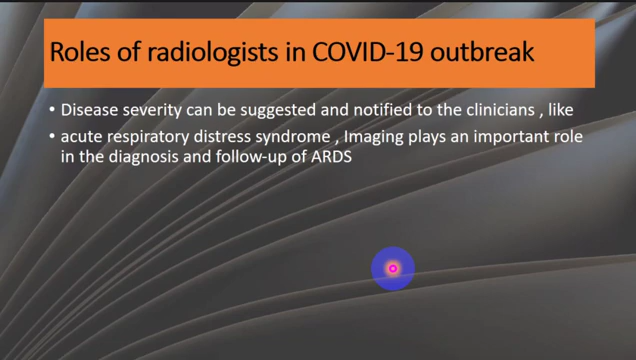 Roles of radiologists in COVID-19 outbreak
• Disease severity can be suggested and notified to the clinicians , like
• acute respiratory distress syndrome , Imaging plays an important role
in the diagnosis and follow-up of ARDS